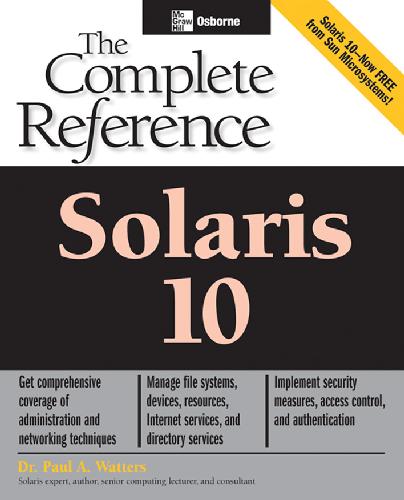 Mc
Graw
Hill
Osborne
Solaris 10–Now FREE
from Sun Microsystems!
The
Complete
Reference
Solaris
10
Get comprehensive
coverage of
administration and
networking techniques
Manage file systems,
devices, resources,
Internet services, and
directory services
Implement security
measures, access control,
and authentication
Dr. Paul A. Watters
Solaris expert, author, senior computing lecturer, and consultant